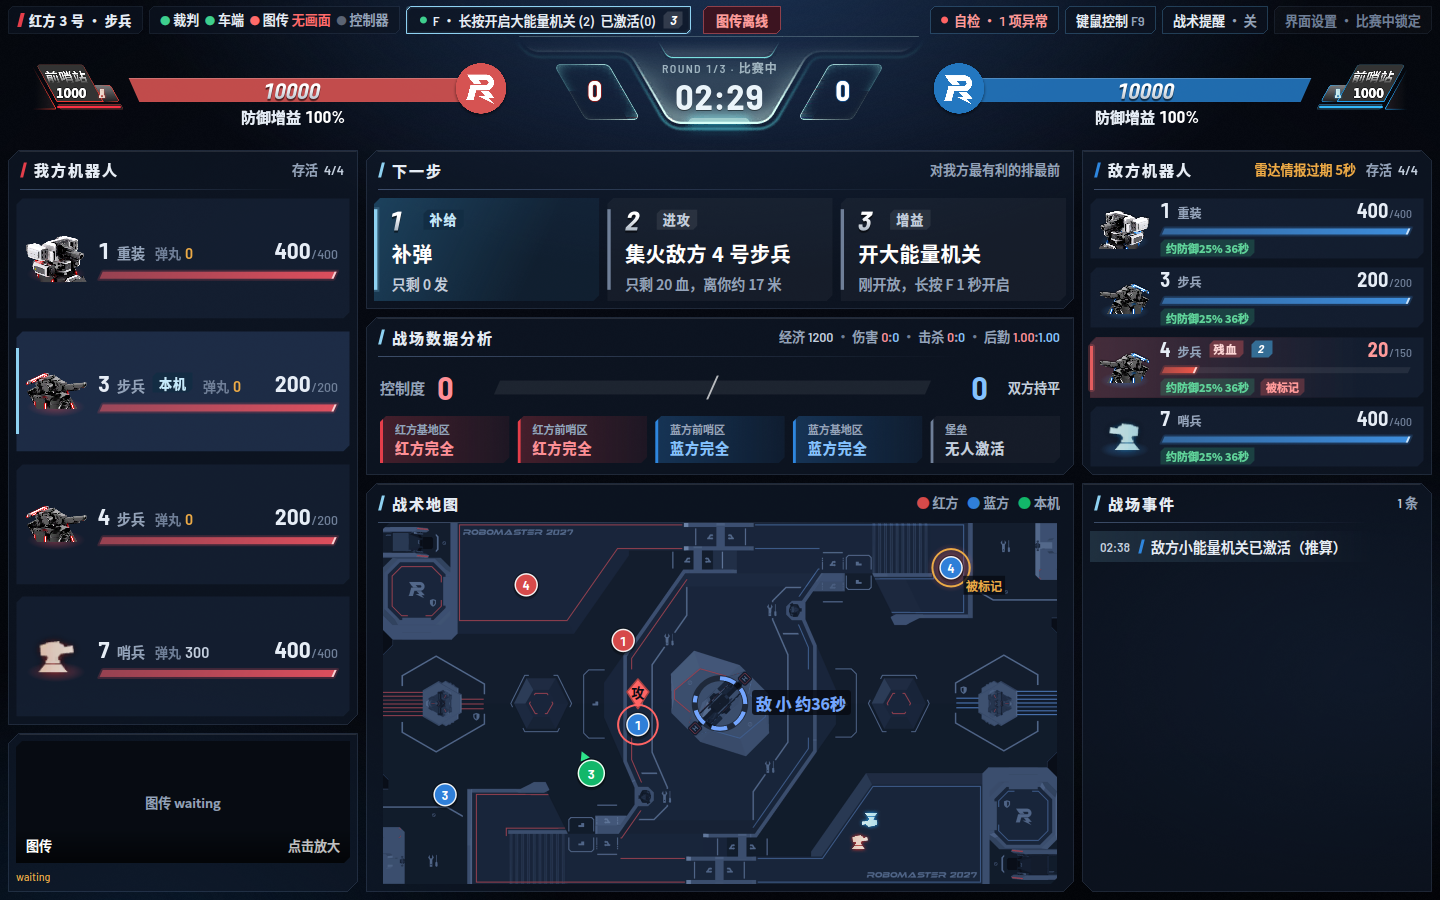 红方 3 号 · 步兵
裁判 车端 图传 无画面 控制器
F · 长按开启大能量机关 (2) 已激活(0) 3
图传离线
自检 · 1 项异常
键鼠控制 F9
战术提醒 · 关
界面设置 · 比赛中锁定
前哨站
1000
10000
防御增益 100%
0
ROUND 1/3 · 比赛中
02:29
0
10000
防御增益 100%
前哨站
1000
我方机器人
存活 4/4
1 重装 弹丸 0 400/400
3 步兵 本机 弹丸 0 200/200
4 步兵 弹丸 0 200/200
7 哨兵 弹丸 300 400/400
图传 waiting
图传 点击放大
waiting
下一步
对我方最有利的排最前
1 补给
补弹
只剩 0 发
2 进攻
集火敌方 4 号步兵
只剩 20 血，离你约 17 米
3 增益
开大能量机关
刚开放，长按 F 1 秒开启
战场数据分析
经济 1200 · 伤害 0:0 · 击杀 0:0 · 后勤 1.00:1.00
控制度 0
0 双方持平
红方基地区
红方完全
红方前哨区
红方完全
蓝方前哨区
蓝方完全
蓝方基地区
蓝方完全
堡垒
无人激活
战术地图
红方 蓝方 本机
ROBOMASTER 2027
4
4
被标记
1
攻
1
敌 小 约36秒
3
3
ROBOMASTER 2027
敌方机器人
雷达情报过期 5秒 存活 4/4
1 重装 400/400
约防御25% 36秒
3 步兵 200/200
约防御25% 36秒
4 步兵 残血 2 20/150
约防御25% 36秒 被标记
7 哨兵 400/400
约防御25% 36秒
战场事件
1 条
02:38 敌方小能量机关已激活（推算）